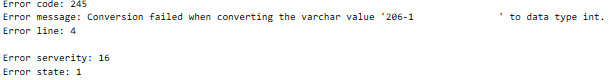 Error code: 245
Error message: Conversion failed when converting the varchar value '206-1              ' to data type int.
Error line: 4
Error serverity: 16
Error state: 1